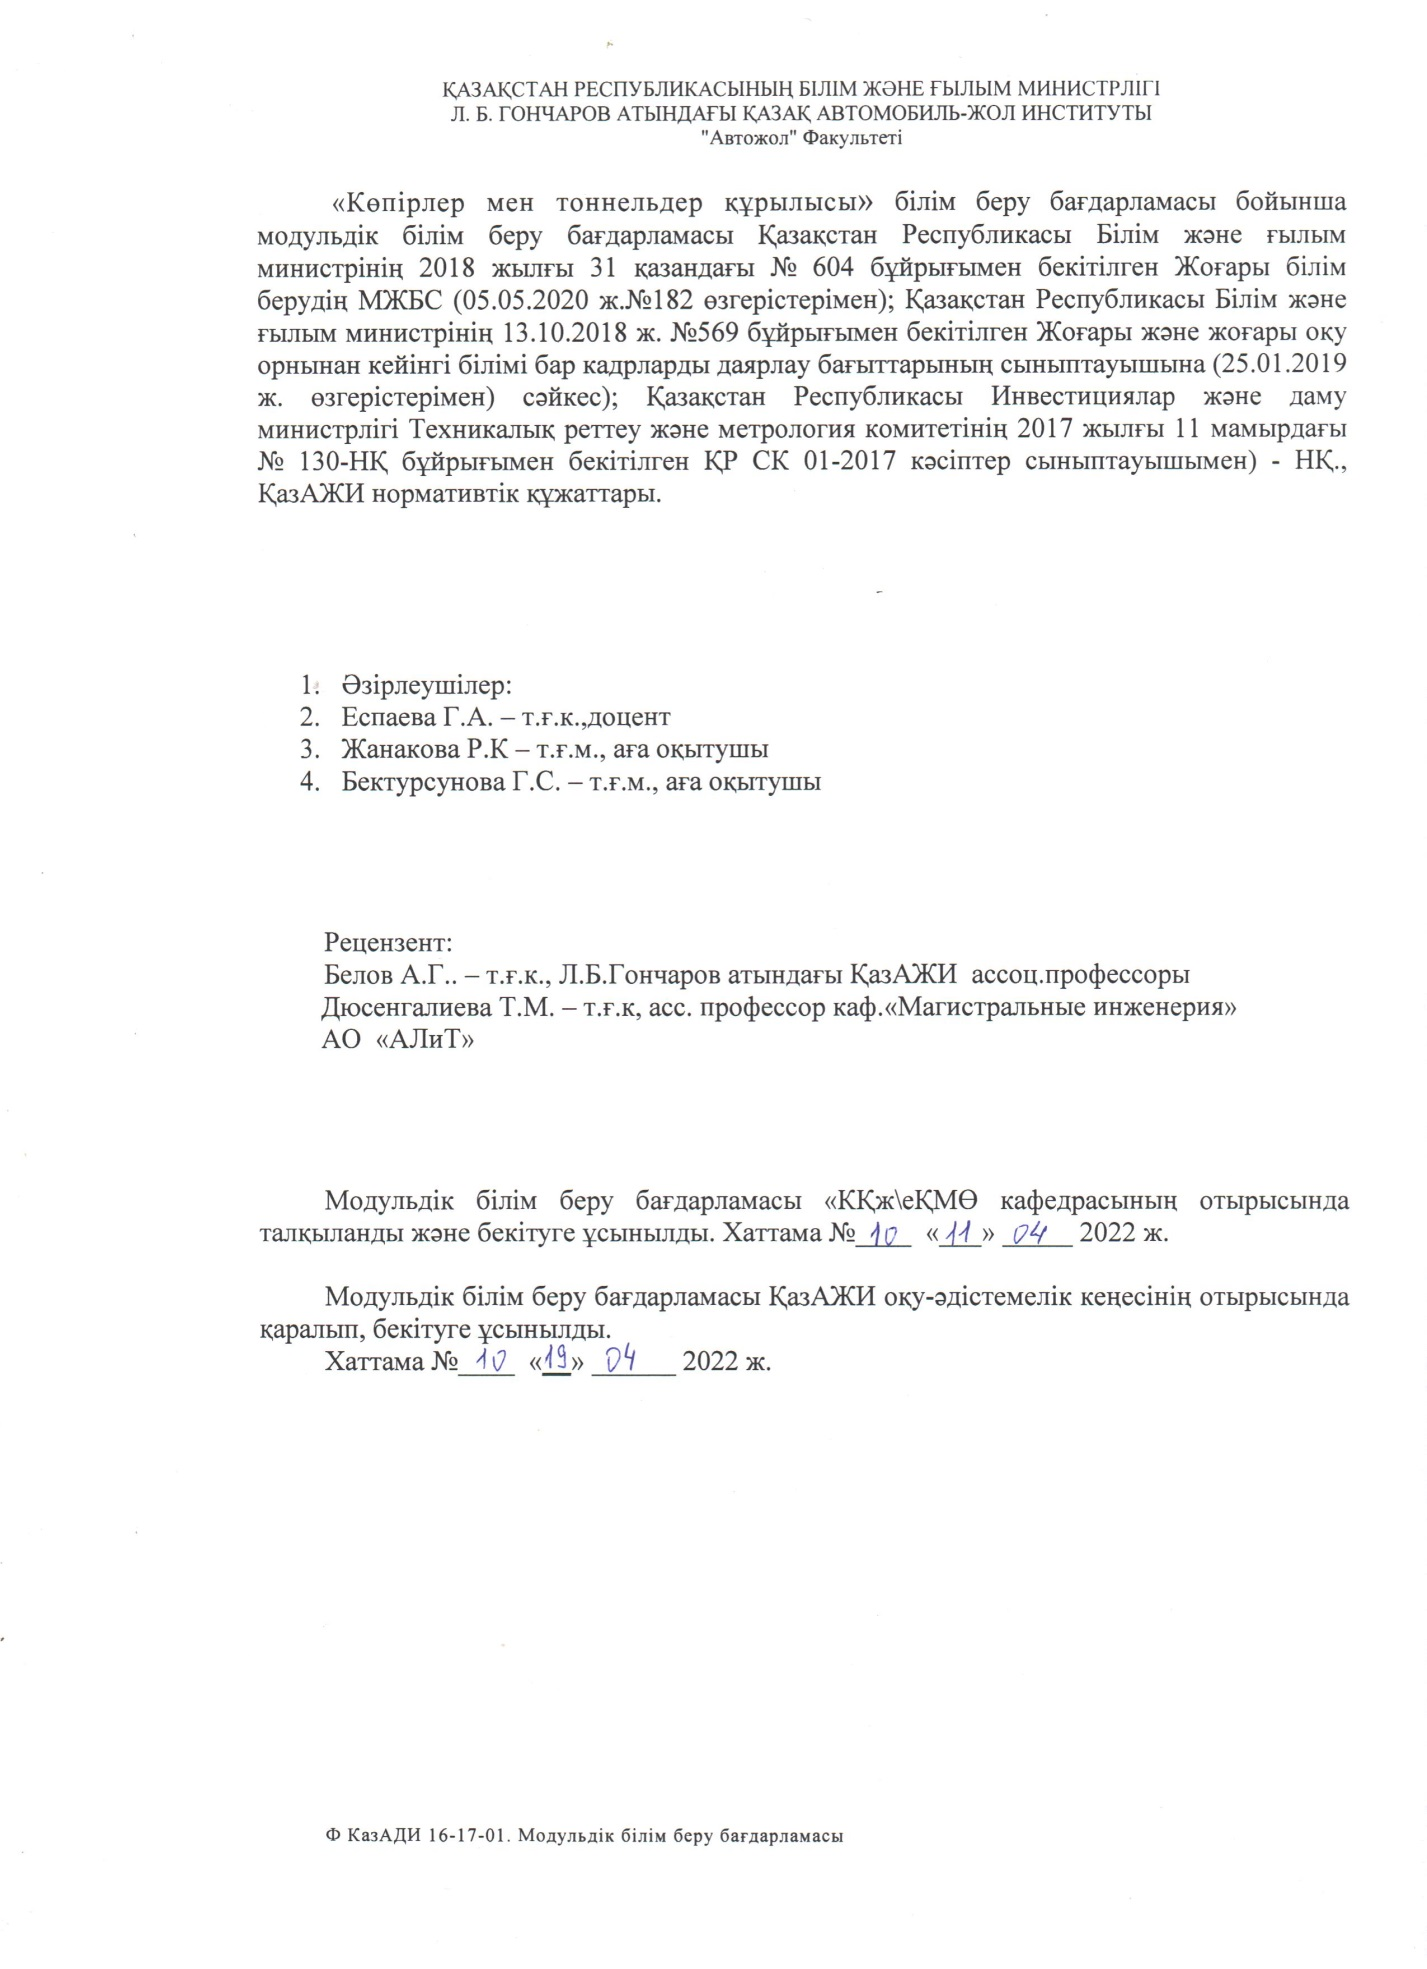 ҚАЗАҚСТАН РЕСПУБЛИКАСЫНЫҢ БІЛІМ ЖӘНЕ ҒЫЛЫМ МИНИСТРЛІГІ
Л. Б. ГОНЧАРОВ АТЫНДАҒЫ ҚАЗАҚ АВТОМОБИЛЬ-ЖОЛ ИНСТИТУТЫ
"Автожол" Факультеті
«Көпірлер мен тоннельдер құрылысы» білім беру бағдарламасы бойынша
модульдік білім беру бағдарламасы Қазақстан Республикасы Білім және ғылым
министрінің 2018 жылғы 31 қазандағы № 604 бұйрығымен бекітілген Жоғары білім
берудің МЖБС (05.05.2020 ж.№182 өзгерістерімен); Қазақстан Республикасы Білім және
ғылым министрінің 13.10.2018 ж. №569 бұйрығымен бекітілген Жоғары және жоғары оқу
орнынан кейінгі білімі бар кадрларды даярлау бағыттарының сыныптауышына (25.01.2019
ж. өзгерістерімен) сәйкес); Қазақстан Республикасы Инвестициялар және даму
министрлігі Техникалық реттеу және метрология комитетінің 2017 жылғы 11 мамырдағы
№ 130-НҚ бұйрығымен бекітілген ҚР СК 01-2017 кәсіптер сыныптауышымен) - НҚ.,
ҚазАЖИ нормативтік құжаттары.
1. Әзірлеушілер:
2. Еспаева Г.А. – т.ғ.к.,доцент
3. Жанакова Р.К – т.ғ.м., аға оқытушы
4. Бектурсунова Г.С. – т.ғ.м., аға оқытушы
Рецензент:
Белов А.Г.. – т.ғ.к., Л.Б.Гончаров атындағы ҚазАЖИ ассоц.профессоры
Дюсенгалиева Т.М. – т.ғ.к, асс. профессор каф.«Магистральные инженерия»
АО «АЛиТ»
Модульдік білім беру бағдарламасы «КҚж\еҚМӨ кафедрасының отырысында
талқыланды және бекітуге ұсынылды. Хаттама № 10 «11» 04 2022 ж.
Модульдік білім беру бағдарламасы ҚазАЖИ оқу-әдістемелік кеңесінің отырысында
қаралып, бекітуге ұсынылды.
Хаттама № 10 «19» 04 2022 ж.
Ф КазАДИ 16-17-01. Модульдік білім беру бағдарламасы